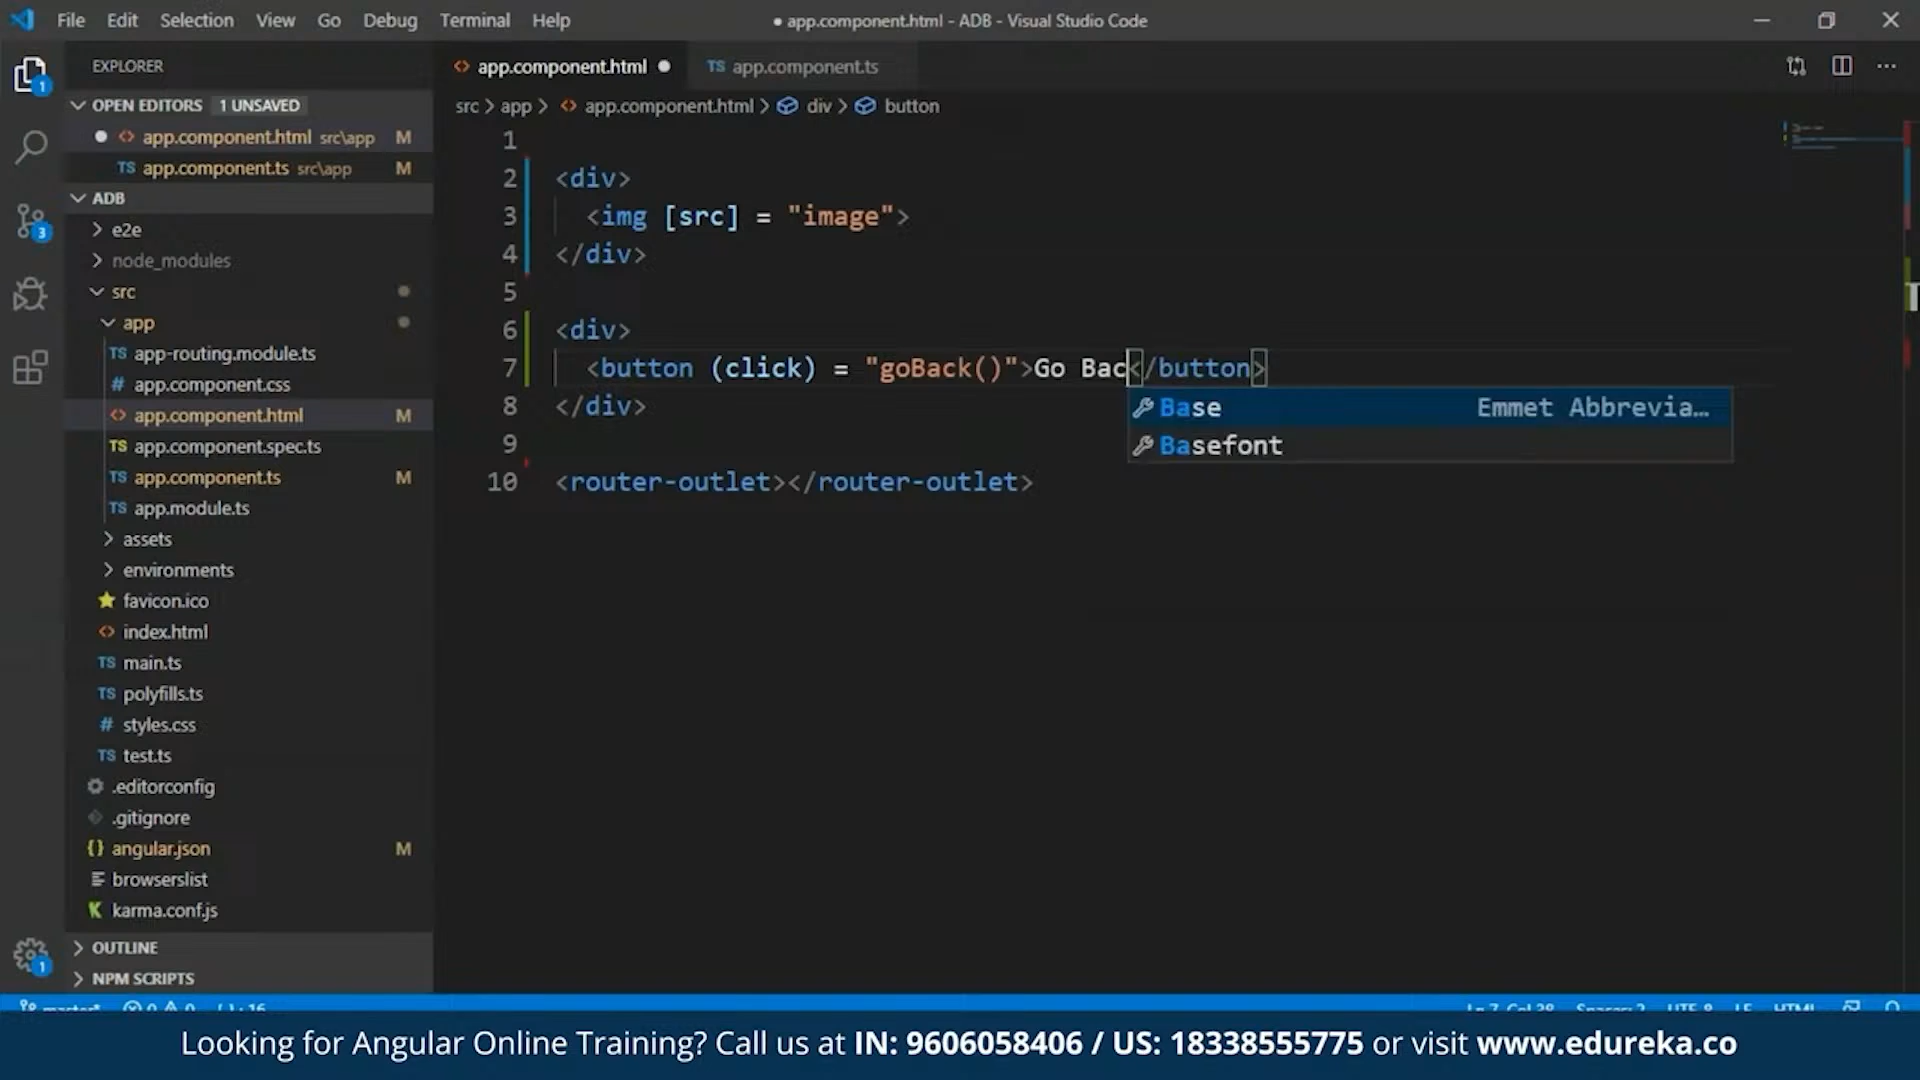 File Edit Selection View Go Debug Terminal Help
● app.component.html - ADB - Visual Studio Code
EXPLORER
OPEN EDITORS 1 UNSAVED
app.component.html src\app M
TS app.component.ts src\app M
ADB
e2e
node_modules
src
app
TS app-routing.module.ts
# app.component.css
<> app.component.html M
TS app.component.spec.ts
TS app.component.ts M
TS app.module.ts
assets
environments
favicon.ico
<> index.html
TS main.ts
TS polyfills.ts
# styles.css
TS test.ts
.editorconfig
.gitignore
{} angular.json M
browserslist
K karma.conf.js
OUTLINE
NPM SCRIPTS
1
3
1
<> app.component.html ●
TS app.component.ts
src > app > <> app.component.html > div > button
1
2 <div>
3 <img [src] = "image">
4 </div>
5
6 <div>
7 <button (click) = "goBack()">Go Bac</button>
8 </div>
9
10 <router-outlet></router-outlet>
Base Emmet Abbrevia…
Basefont
Looking for Angular Online Training? Call us at IN: 9606058406 / US: 18338555775 or visit www.edureka.co